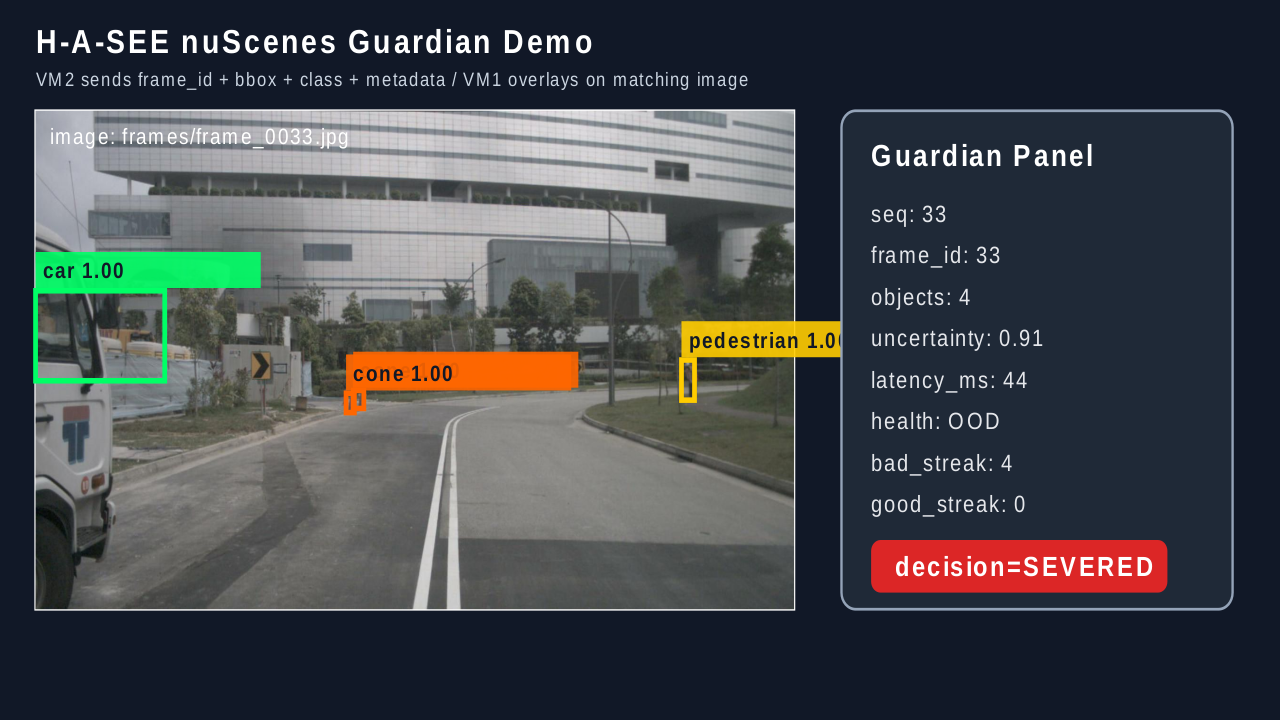 H-A-SEE nuScenes Guardian Demo
VM2 sends frame_id + bbox + class + metadata / VM1 overlays on matching image
image: frames/frame_0033.jpg
car 1.00
cone 1.00
pedestrian 1.00
T
Guardian Panel
seq: 33
frame_id: 33
objects: 4
uncertainty: 0.91
latency_ms: 44
health: OOD
bad_streak: 4
good_streak: 0
decision=SEVERED